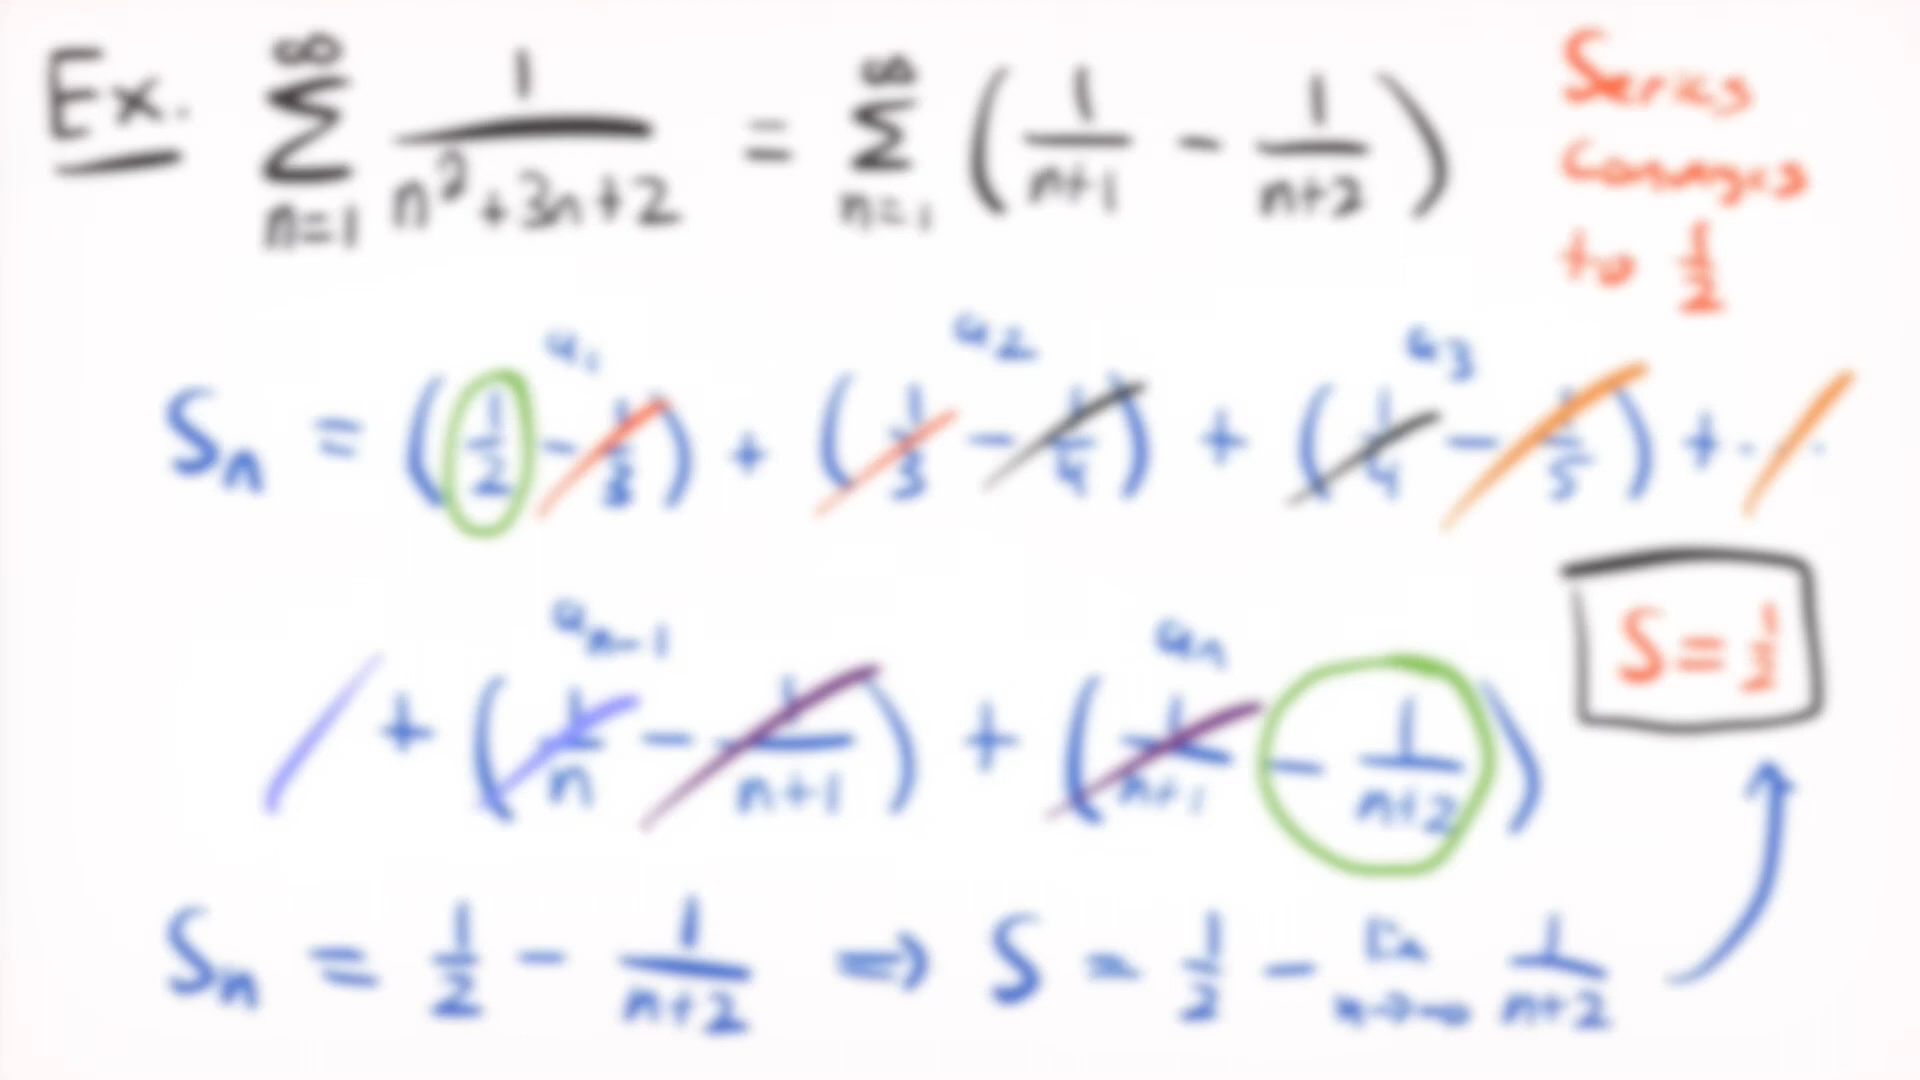 Ex. ∑_{n=1}^{∞} 1/(n²+3n+2) = ∑_{n=1}^{∞} (1/(n+1) - 1/(n+2))
Series
Converges
to 1/2
a₁ a₂ a₃
Sₙ = (1/2 - 1/3) + (1/3 - 1/4) + (1/4 - 1/5) + ...
aₙ₋₁ aₙ
+ (1/n - 1/(n+1)) + (1/(n+1) - 1/(n+2))
S = 1/2
Sₙ = 1/2 - 1/(n+2) ⇒ S = 1/2 - lim_{n→∞} 1/(n+2)